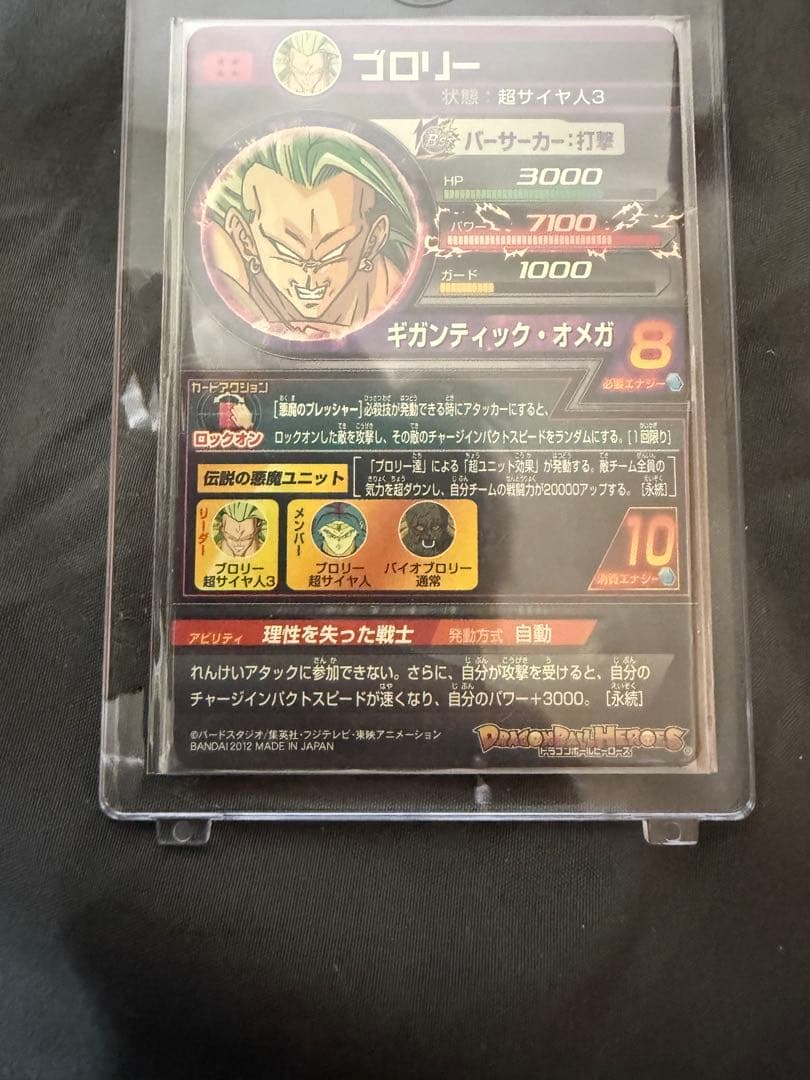 ブロリー
状態：超サイヤ人3
Bs バーサーカー：打撃
HP 3000
パワー 7100
ガード 1000
ギガンティック・オメガ 8
必要エナジー
カードアクション
ロックオン
[悪魔のプレッシャー]必殺技が発動できる時にアタッカーにすると、
ロックオンした敵を攻撃し、その敵のチャージインパクトスピードをランダムにする。[1回限り]
伝説の悪魔ユニット
「ブロリー達」による「超ユニット効果」が発動する。敵チーム全員の
気力を超ダウンし、自分チームの戦闘力が20000アップする。[永続]
リーダー
ブロリー
超サイヤ人3
メンバー
ブロリー
超サイヤ人
バイオブロリー
通常
10
消費エナジー
アビリティ 理性を失った戦士 発動方式 自動
れんけいアタックに参加できない。さらに、自分が攻撃を受けると、自分の
チャージインパクトスピードが速くなり、自分のパワー+3000。[永続]
©バードスタジオ/集英社・フジテレビ・東映アニメーション
BANDAI 2012 MADE IN JAPAN
DRAGON BALL HEROES
ドラゴンボールヒーローズ